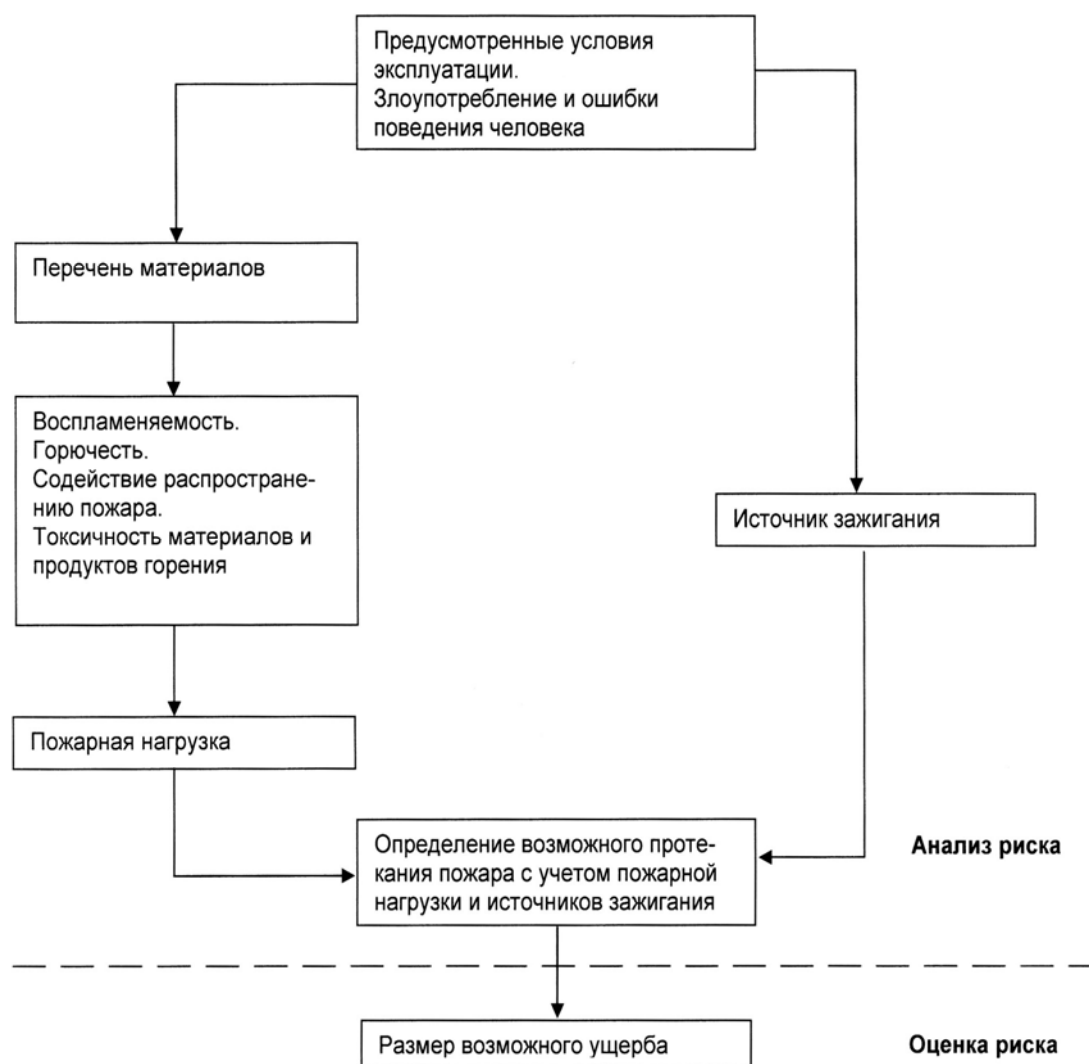 Предусмотренные условия
эксплуатации.
Злоупотребление и ошибки
поведения человека
Перечень материалов
Воспламеняемость.
Горючесть.
Содействие распростране-
нию пожара.
Токсичность материалов и
продуктов горения
Источник зажигания
Пожарная нагрузка
Определение возможного проте-
кания пожара с учетом пожарной
нагрузки и источников зажигания
Анализ риска
Размер возможного ущерба
Оценка риска